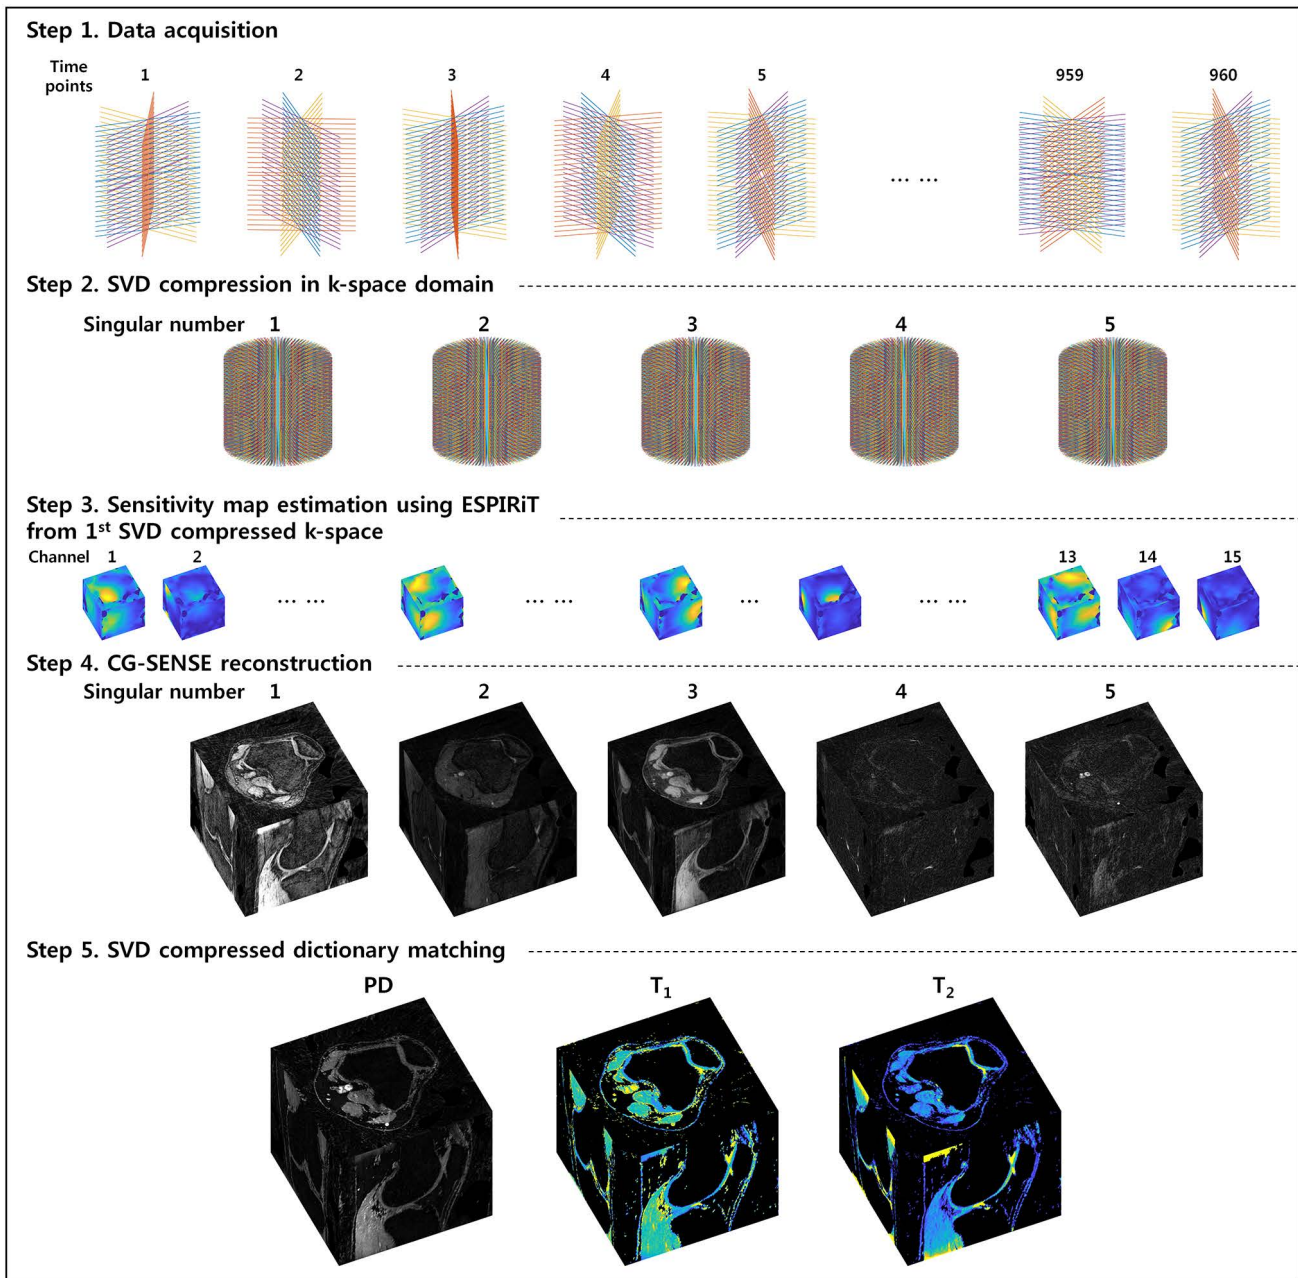 Step 1. Data acquisition
Time points 1 2 3 4 5 ... ... 959 960
Step 2. SVD compression in k-space domain
Singular number 1 2 3 4 5
Step 3. Sensitivity map estimation using ESPIRiT
from 1st SVD compressed k-space
Channel 1 2 ... ... ... ... ... ... ... 13 14 15
Step 4. CG-SENSE reconstruction
Singular number 1 2 3 4 5
Step 5. SVD compressed dictionary matching
PD T1 T2